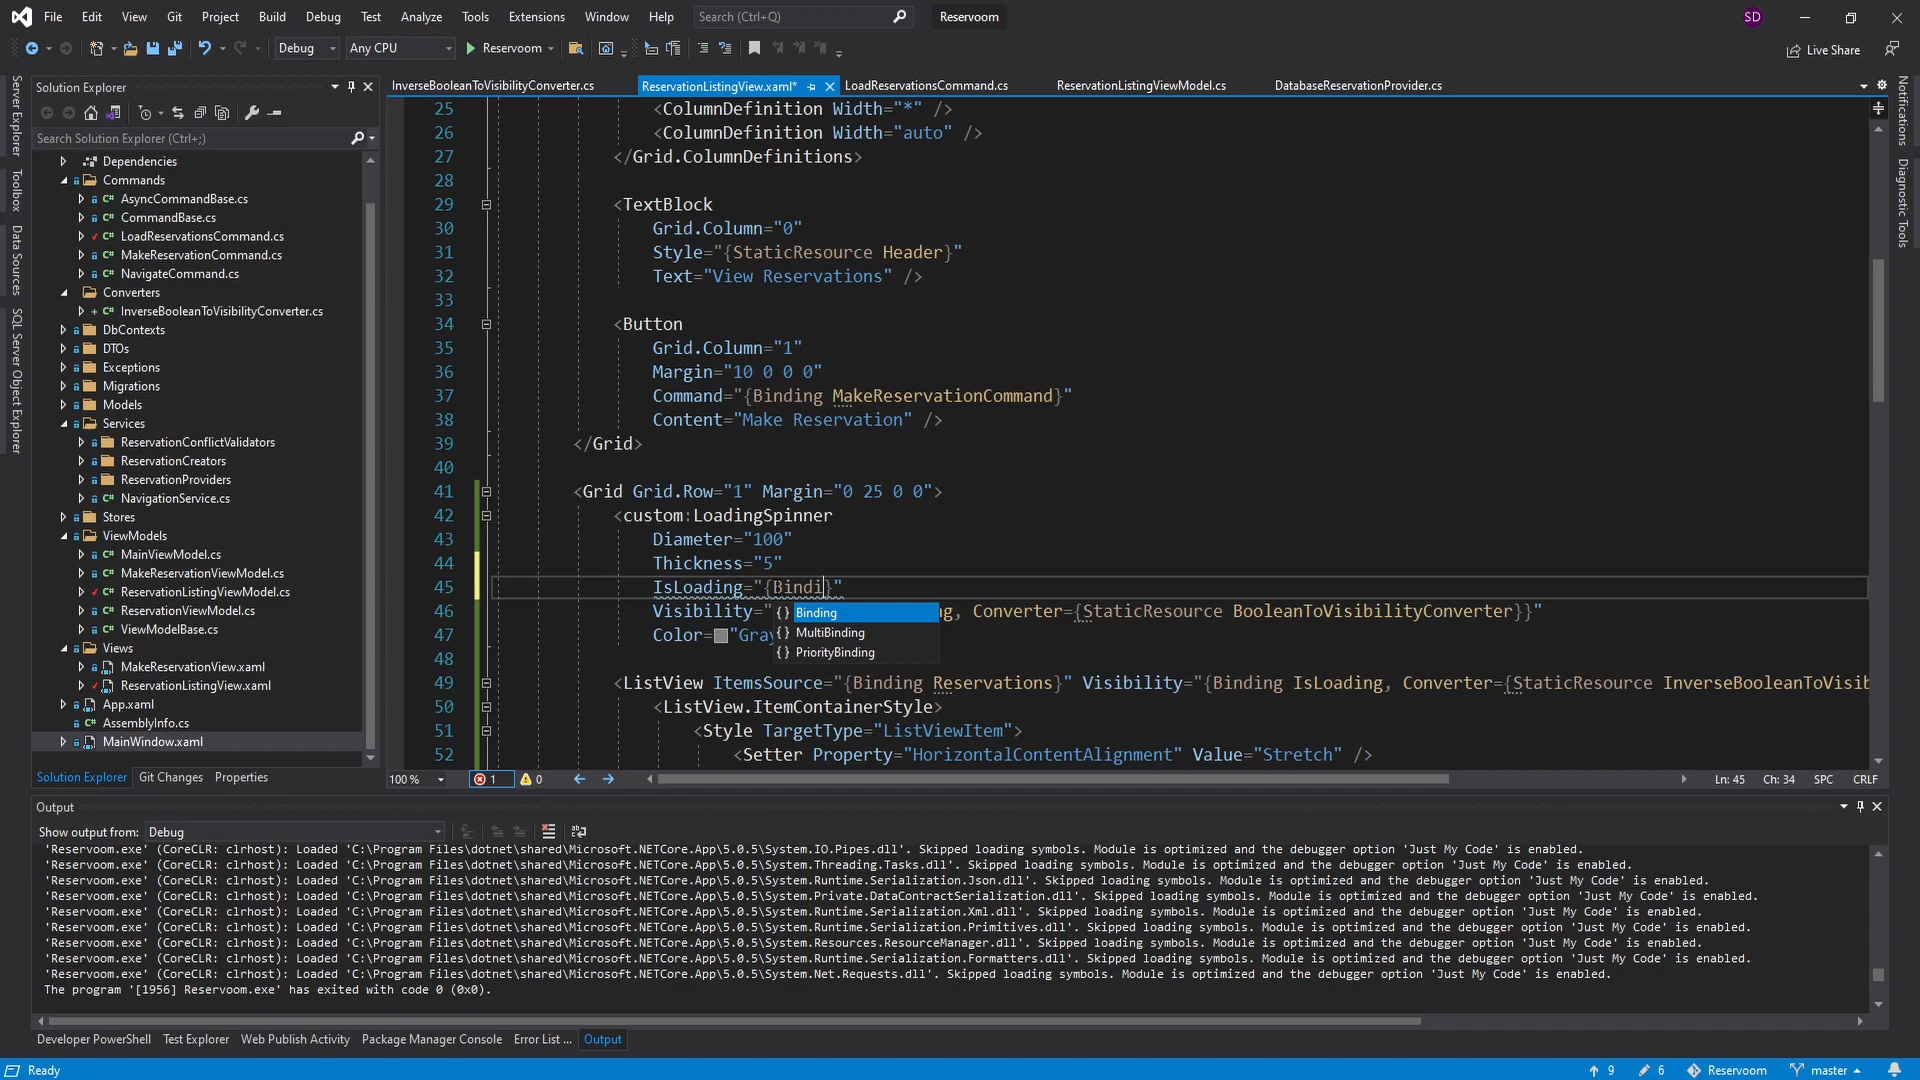 File Edit View Git Project Build Debug Test Analyze Tools Extensions Window Help Search (Ctrl+Q) Reservoom SD
Debug Any CPU Reservoom Live Share
Server Explorer
Toolbox
Data Sources
SQL Server Object Explorer
Solution Explorer
Search Solution Explorer (Ctrl+;)
Dependencies
Commands
AsyncCommandBase.cs
CommandBase.cs
LoadReservationsCommand.cs
MakeReservationCommand.cs
NavigateCommand.cs
Converters
InverseBooleanToVisibilityConverter.cs
DbContexts
DTOs
Exceptions
Migrations
Models
Services
ReservationConflictValidators
ReservationCreators
ReservationProviders
NavigationService.cs
Stores
ViewModels
MainViewModel.cs
MakeReservationViewModel.cs
ReservationListingViewModel.cs
ReservationViewModel.cs
ViewModelBase.cs
Views
MakeReservationView.xaml
ReservationListingView.xaml
App.xaml
AssemblyInfo.cs
MainWindow.xaml
Solution Explorer Git Changes Properties
InverseBooleanToVisibilityConverter.cs ReservationListingView.xaml* LoadReservationsCommand.cs ReservationListingViewModel.cs DatabaseReservationProvider.cs
25 <ColumnDefinition Width="*" />
26 <ColumnDefinition Width="auto" />
27 </Grid.ColumnDefinitions>
28
29 <TextBlock
30 Grid.Column="0"
31 Style="{StaticResource Header}"
32 Text="View Reservations" />
33
34 <Button
35 Grid.Column="1"
36 Margin="10 0 0 0"
37 Command="{Binding MakeReservationCommand}"
38 Content="Make Reservation" />
39 </Grid>
40
41 <Grid Grid.Row="1" Margin="0 25 0 0">
42 <custom:LoadingSpinner
43 Diameter="100"
44 Thickness="5"
45 IsLoading="{Bindi}"
46 Visibility=" g, Converter={StaticResource BooleanToVisibilityConverter}}"
47 Color="Gray
48
49 <ListView ItemsSource="{Binding Reservations}" Visibility="{Binding IsLoading, Converter={StaticResource InverseBooleanToVisib
50 <ListView.ItemContainerStyle>
51 <Style TargetType="ListViewItem">
52 <Setter Property="HorizontalContentAlignment" Value="Stretch" />
{} Binding
{} MultiBinding
{} PriorityBinding
100 % 1 0 Ln: 45 Ch: 34 SPC CRLF
Notifications
Diagnostic Tools
Output
Show output from: Debug
'Reservoom.exe' (CoreCLR: clrhost): Loaded 'C:\Program Files\dotnet\shared\Microsoft.NETCore.App\5.0.5\System.IO.Pipes.dll'. Skipped loading symbols. Module is optimized and the debugger option 'Just My Code' is enabled.
'Reservoom.exe' (CoreCLR: clrhost): Loaded 'C:\Program Files\dotnet\shared\Microsoft.NETCore.App\5.0.5\System.Threading.Tasks.dll'. Skipped loading symbols. Module is optimized and the debugger option 'Just My Code' is enabled.
'Reservoom.exe' (CoreCLR: clrhost): Loaded 'C:\Program Files\dotnet\shared\Microsoft.NETCore.App\5.0.5\System.Runtime.Serialization.Json.dll'. Skipped loading symbols. Module is optimized and the debugger option 'Just My Code' is enabled.
'Reservoom.exe' (CoreCLR: clrhost): Loaded 'C:\Program Files\dotnet\shared\Microsoft.NETCore.App\5.0.5\System.Private.DataContractSerialization.dll'. Skipped loading symbols. Module is optimized and the debugger option 'Just My Code' is enabled.
'Reservoom.exe' (CoreCLR: clrhost): Loaded 'C:\Program Files\dotnet\shared\Microsoft.NETCore.App\5.0.5\System.Runtime.Serialization.Xml.dll'. Skipped loading symbols. Module is optimized and the debugger option 'Just My Code' is enabled.
'Reservoom.exe' (CoreCLR: clrhost): Loaded 'C:\Program Files\dotnet\shared\Microsoft.NETCore.App\5.0.5\System.Runtime.Serialization.Primitives.dll'. Skipped loading symbols. Module is optimized and the debugger option 'Just My Code' is enabled.
'Reservoom.exe' (CoreCLR: clrhost): Loaded 'C:\Program Files\dotnet\shared\Microsoft.NETCore.App\5.0.5\System.Resources.ResourceManager.dll'. Skipped loading symbols. Module is optimized and the debugger option 'Just My Code' is enabled.
'Reservoom.exe' (CoreCLR: clrhost): Loaded 'C:\Program Files\dotnet\shared\Microsoft.NETCore.App\5.0.5\System.Runtime.Serialization.Formatters.dll'. Skipped loading symbols. Module is optimized and the debugger option 'Just My Code' is enabled.
'Reservoom.exe' (CoreCLR: clrhost): Loaded 'C:\Program Files\dotnet\shared\Microsoft.NETCore.App\5.0.5\System.Net.Requests.dll'. Skipped loading symbols. Module is optimized and the debugger option 'Just My Code' is enabled.
The program '[1956] Reservoom.exe' has exited with code 0 (0x0).
Developer PowerShell Test Explorer Web Publish Activity Package Manager Console Error List ... Output
Ready 9 6 Reservoom master